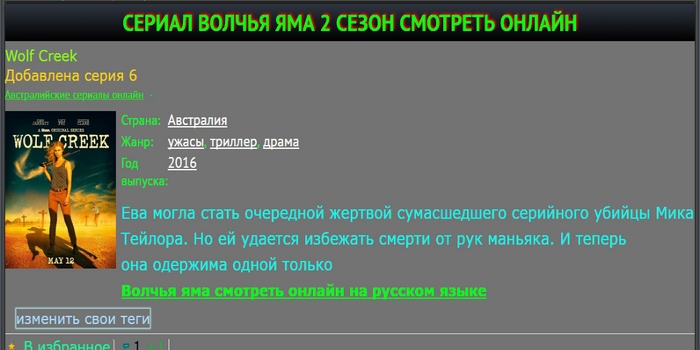 СЕРИАЛ ВОЛЧЬЯ ЯМА 2 СЕЗОН СМОТРЕТЬ ОНЛАЙН
Wolf Creek
Добавлена серия 6
Австралийские сериалы онлайн -
WOLF CREEK
MAY 12
Страна: Австралия
Жанр: ужасы, триллер, драма
Год 2016
выпуска:
Ева могла стать очередной жертвой сумасшедшего серийного убийцы Мика
Тейлора. Но ей удается избежать смерти от рук маньяка. И теперь
она одержима одной только
Волчья яма смотреть онлайн на русском языке
изменить свои теги
В избранное 1